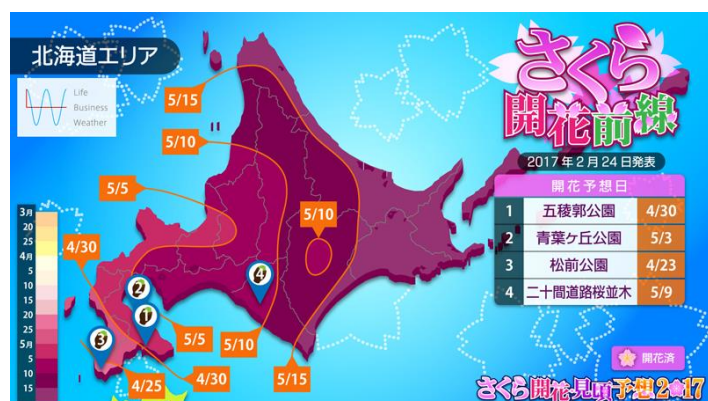 北海道エリア
Life
Business
Weather
さくら
開花前線
2017年2月24日発表
開花予想日
1 五稜郭公園 4/30
2 青葉ヶ丘公園 5/3
3 松前公園 4/23
4 二十間道路桜並木 5/9
開花済
さくら開花見頃予想2017
5/15
5/10
5/5
4/30
5/10
4
2
1
3
5/5
5/10
5/15
4/30
4/25
3月
20
25
4月
5
10
15
20
25
5月
5
10
15